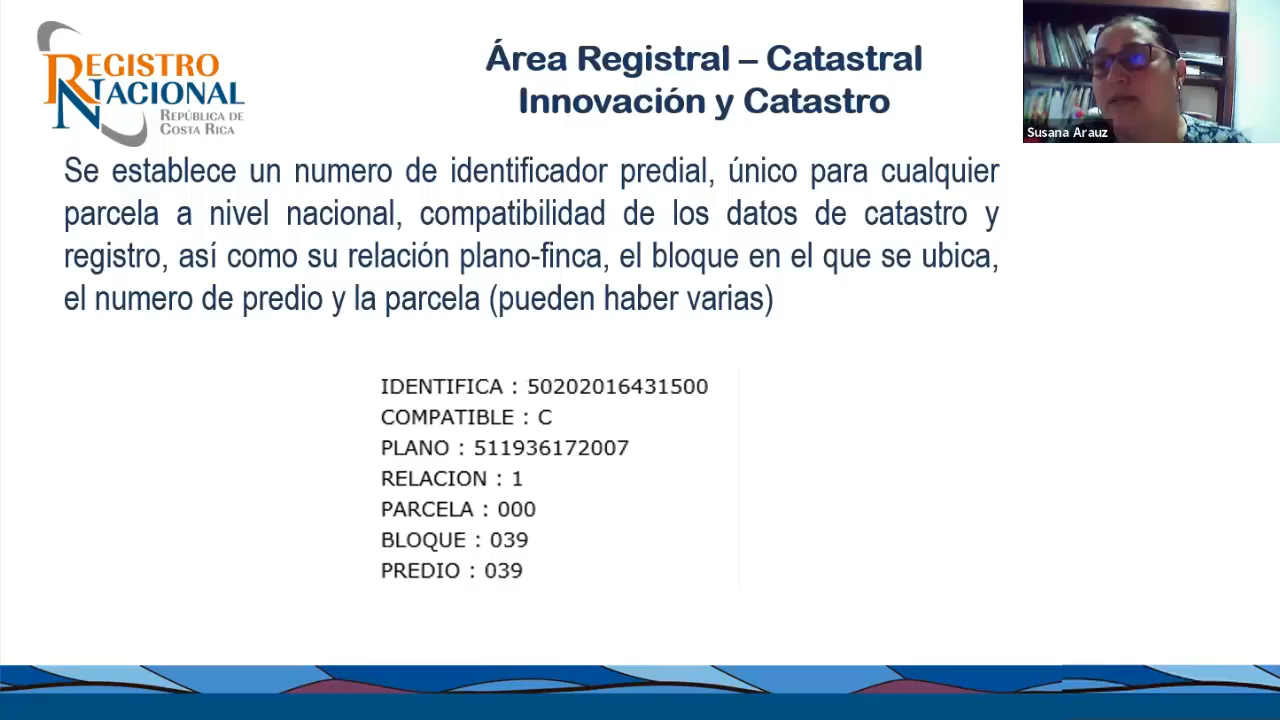 REGISTRO
NACIONAL
REPÚBLICA DE
COSTA RICA
Área Registral – Catastral
Innovación y Catastro
Susana Arauz
Se establece un numero de identificador predial, único para cualquier
parcela a nivel nacional, compatibilidad de los datos de catastro y
registro, así como su relación plano-finca, el bloque en el que se ubica,
el numero de predio y la parcela (pueden haber varias)
IDENTIFICA : 50202016431500
COMPATIBLE : C
PLANO : 511936172007
RELACION : 1
PARCELA : 000
BLOQUE : 039
PREDIO : 039